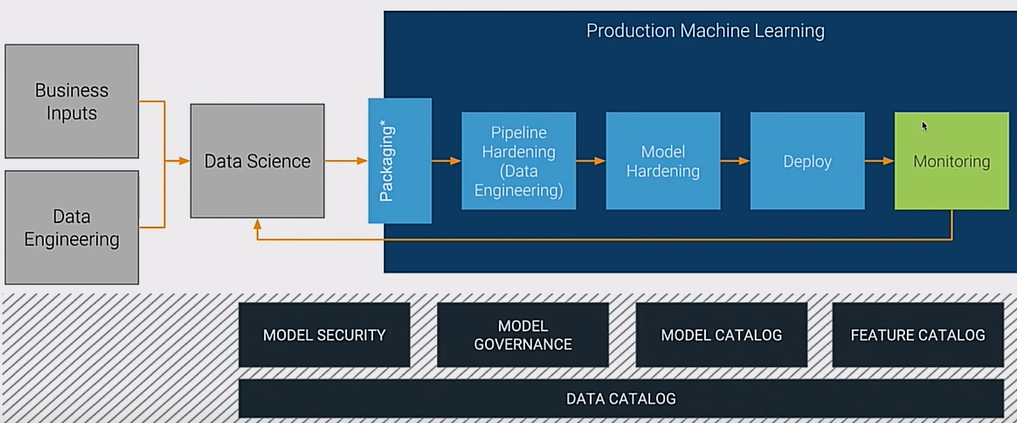 Production Machine Learning
Business
Inputs
Data
Engineering
Data Science
Packaging*
Pipeline
Hardening
(Data
Engineering)
Model
Hardening
Deploy
Monitoring
MODEL SECURITY
MODEL
GOVERNANCE
MODEL CATALOG
FEATURE CATALOG
DATA CATALOG